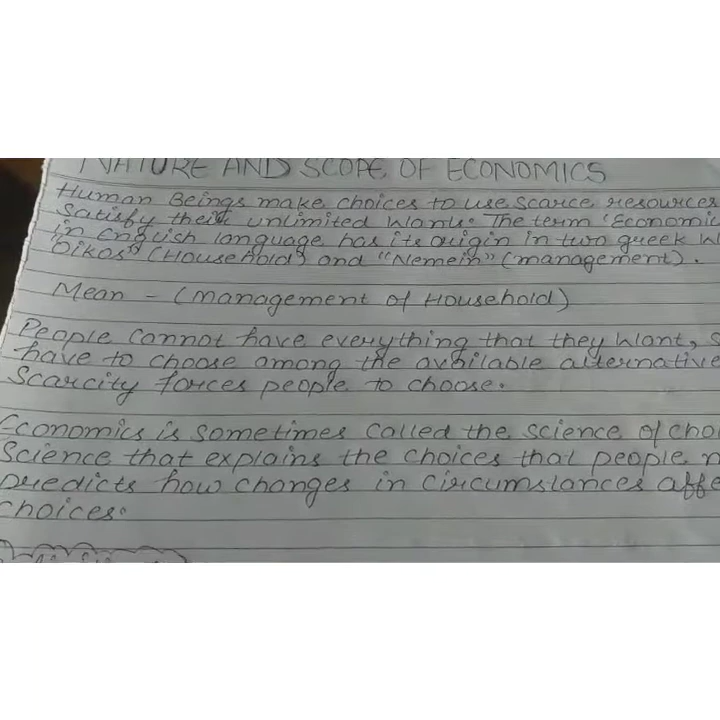 NATURE AND SCOPE OF ECONOMICS
Human Beings make choices to use scarce resources
Satisfy their unlimited wants. The term 'Economic
in English language has its origin in two greek W
Oikos" (Household) and "Nemein" (management).
Mean - (management of Household)
People cannot have everything that they want, s
have to choose among the available alternative
Scarcity forces people to choose.
Economics is sometimes called the science of choi
Science that explains the choices that people m
predicts how changes in circumstances affe
choices.